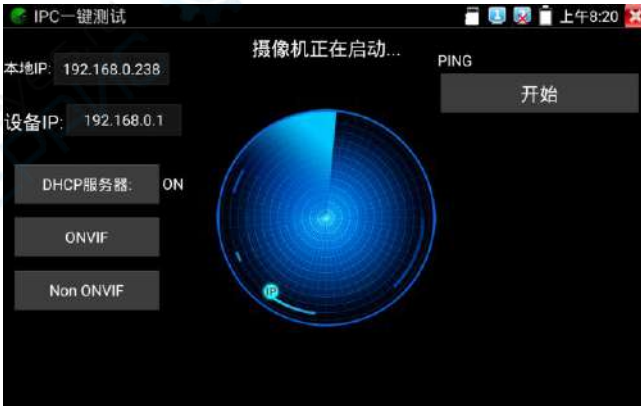 IPC一键测试
上午8:20
摄像机正在启动...
本地IP: 192.168.0.238
PING
开始
设备IP: 192.168.0.1
DHCP服务器: ON
ONVIF
Non ONVIF
IP